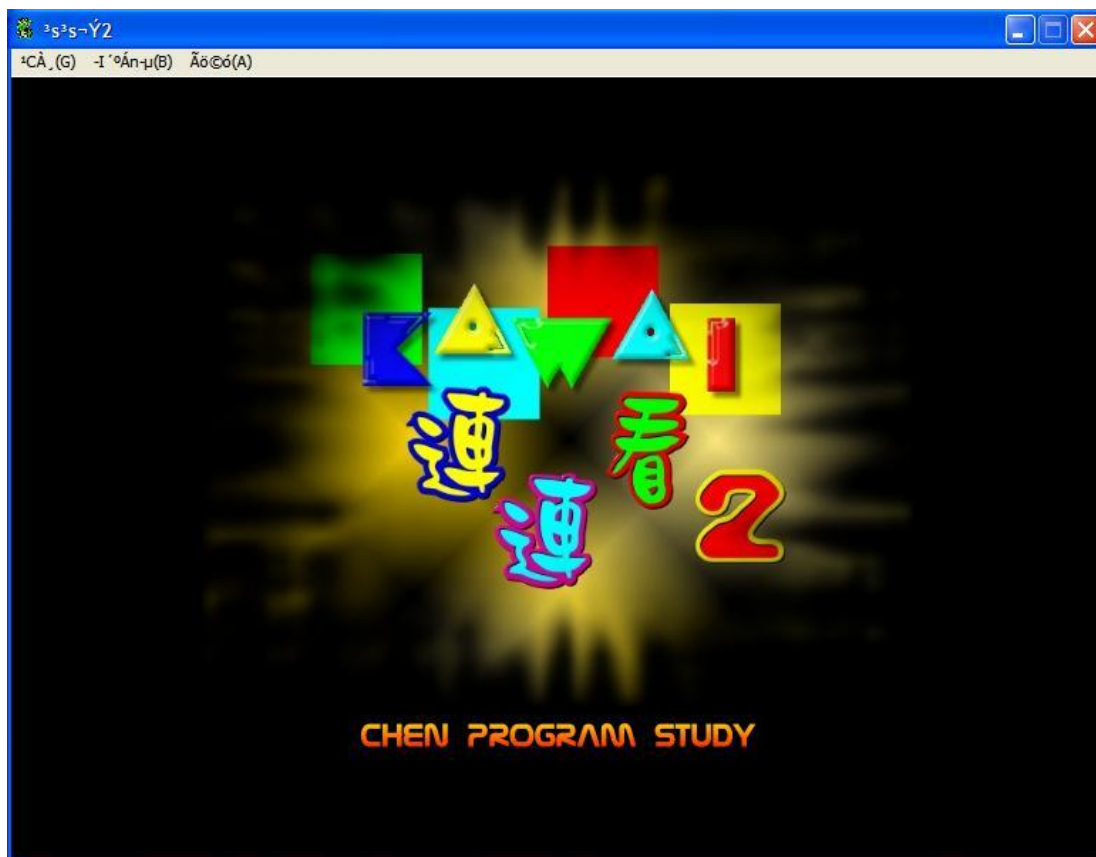 ³s³s¬Ý2
¹CÀ¸(G) ­I´ºÁn­µ(B) Ãö©ó(A)
KAWAI
連
連
看
2
CHEN PROGRAM STUDY